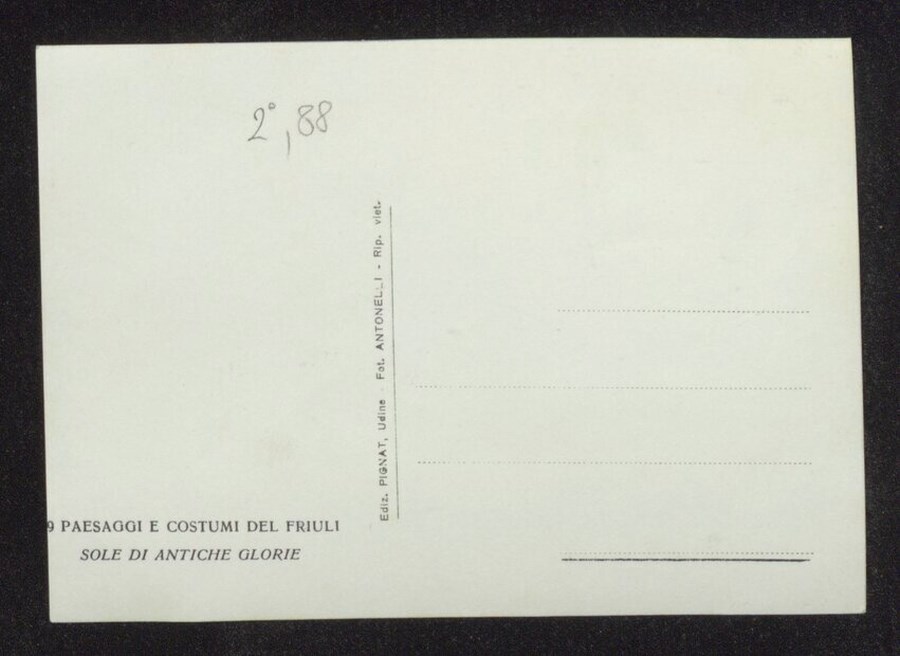 2°, 88
Ediz. PIGNAT, Udine - Fot. ANTONELLI - Rip. viet.
9 PAESAGGI E COSTUMI DEL FRIULI
SOLE DI ANTICHE GLORIE